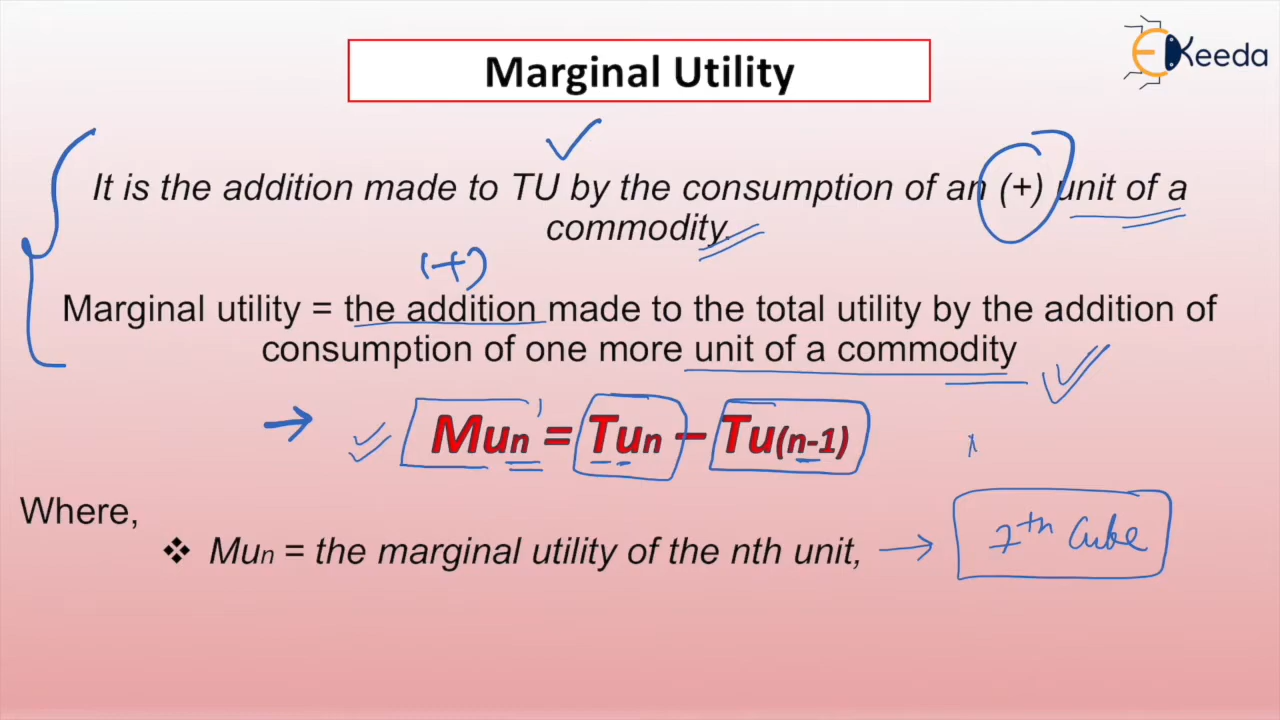 Marginal Utility
EKeeda
It is the addition made to TU by the consumption of an (+) unit of a
commodity.
(+)
Marginal utility = the addition made to the total utility by the addition of
consumption of one more unit of a commodity
Mun = Tun – Tu(n-1)
Where,
❖ Mun = the marginal utility of the nth unit, → 7th Cube